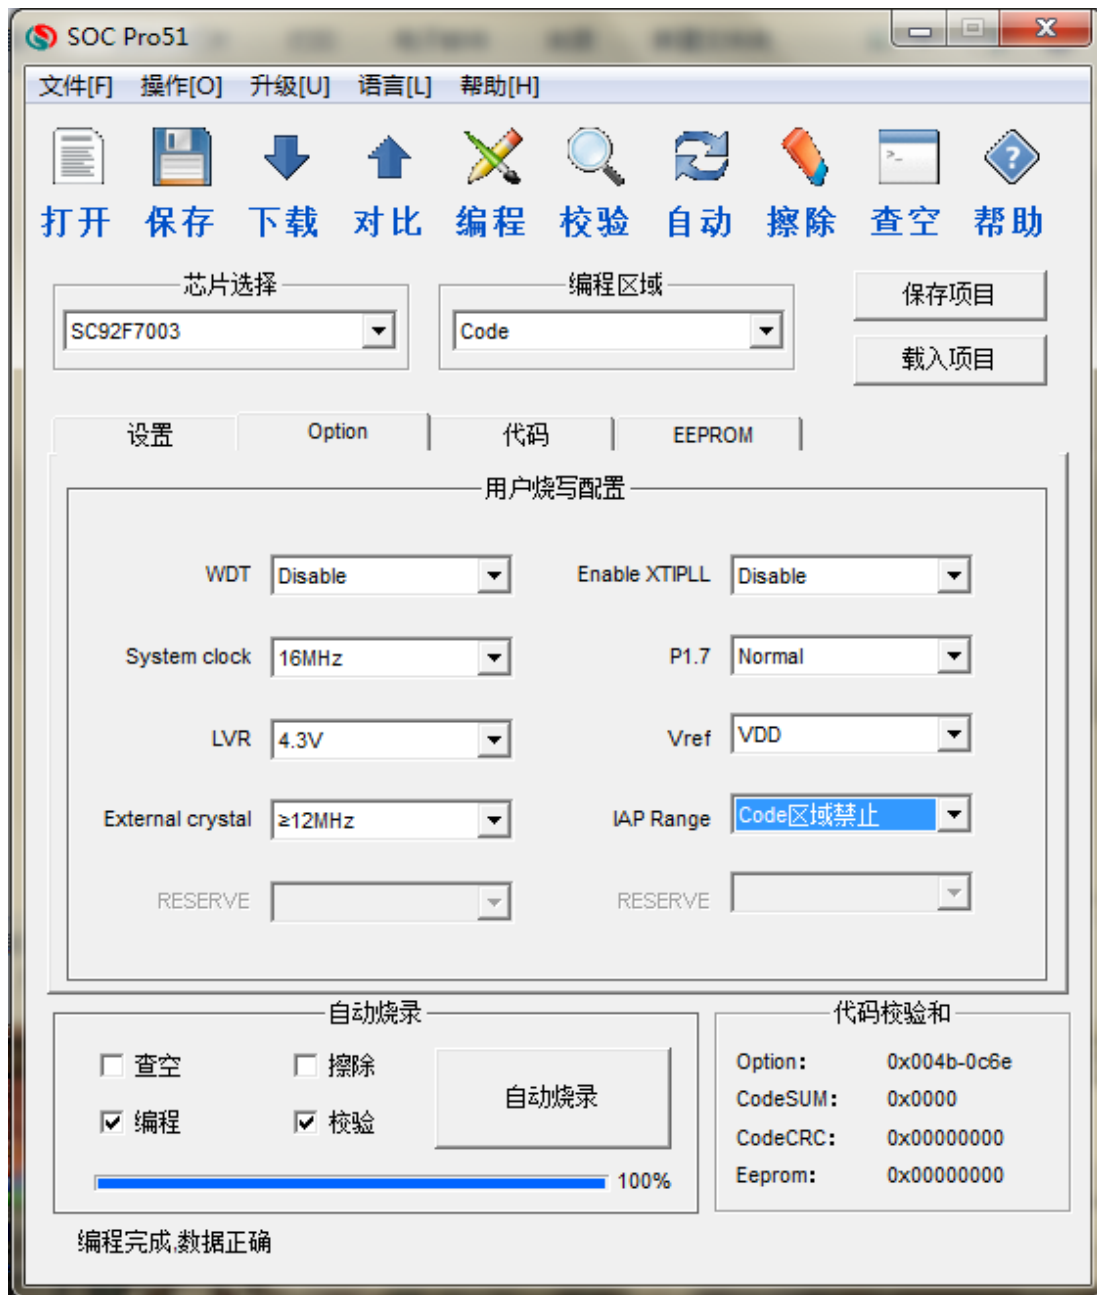 SOC Pro51
文件[F] 操作[O] 升级[U] 语言[L] 帮助[H]
打开 保存 下载 对比 编程 校验 自动 擦除 查空 帮助
芯片选择 编程区域
SC92F7003 Code
保存项目
载入项目
设置 Option 代码 EEPROM
用户烧写配置
WDT Disable Enable XTIPLL Disable
System clock 16MHz P1.7 Normal
LVR 4.3V Vref VDD
External crystal ≥12MHz IAP Range Code区域禁止
RESERVE RESERVE
自动烧录 代码校验和
查空 擦除 自动烧录
编程 校验
100%
Option: 0x004b-0c6e
CodeSUM: 0x0000
CodeCRC: 0x00000000
Eeprom: 0x00000000
编程完成,数据正确